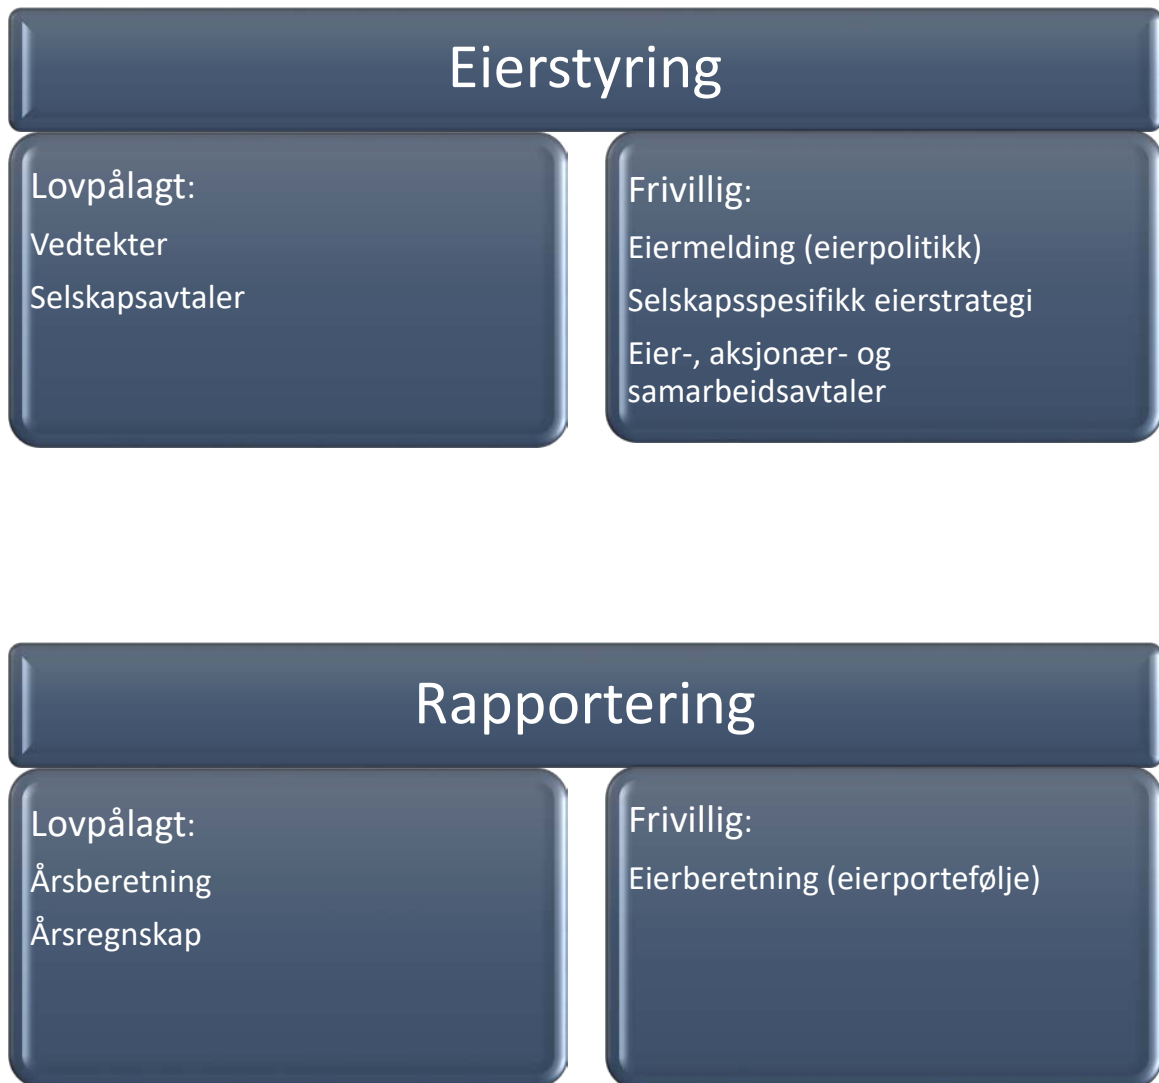 Eierstyring
Lovpålagt:
Vedtekter
Selskapsavtaler
Frivillig:
Eiermelding (eierpolitikk)
Selskapsspesifikk eierstrategi
Eier-, aksjonær- og
samarbeidsavtaler
Rapportering
Lovpålagt:
Årsberetning
Årsregnskap
Frivillig:
Eierberetning (eierportefølje)